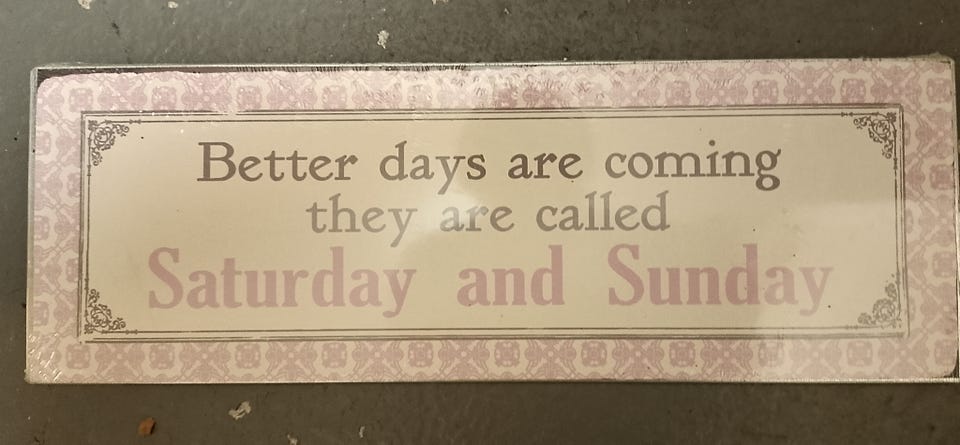 Better days are coming
they are called
Saturday and Sunday